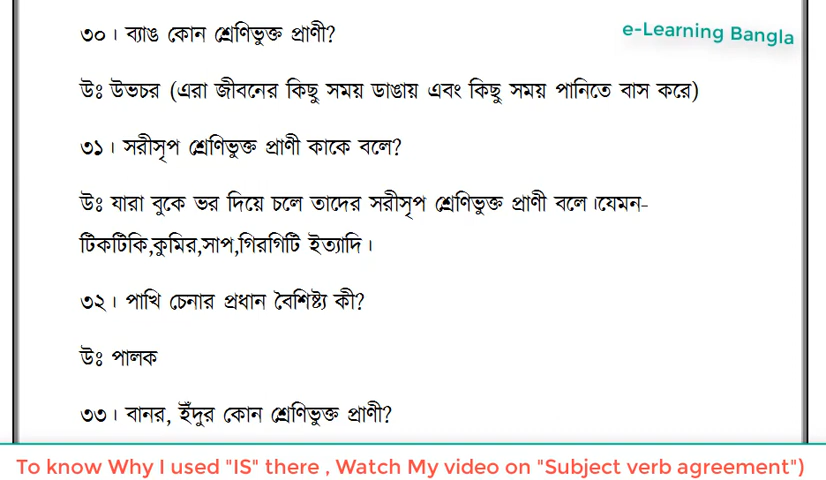 e-Learning Bangla
৩০। ব্যাঙ কোন শ্রেণিভুক্ত প্রাণী?
উঃ উভচর (এরা জীবনের কিছু সময় ডাঙায় এবং কিছু সময় পানিতে বাস করে)
৩১। সরীসৃপ শ্রেণিভুক্ত প্রাণী কাকে বলে?
উঃ যারা বুকে ভর দিয়ে চলে তাদের সরীসৃপ শ্রেণিভুক্ত প্রাণী বলে।যেমন-
টিকটিকি,কুমির,সাপ,গিরগিটি ইত্যাদি।
৩২। পাখি চেনার প্রধান বৈশিষ্ট্য কী?
উঃ পালক
৩৩। বানর, ইঁদুর কোন শ্রেণিভুক্ত প্রাণী?
To know Why I used "IS" there , Watch My video on "Subject verb agreement")